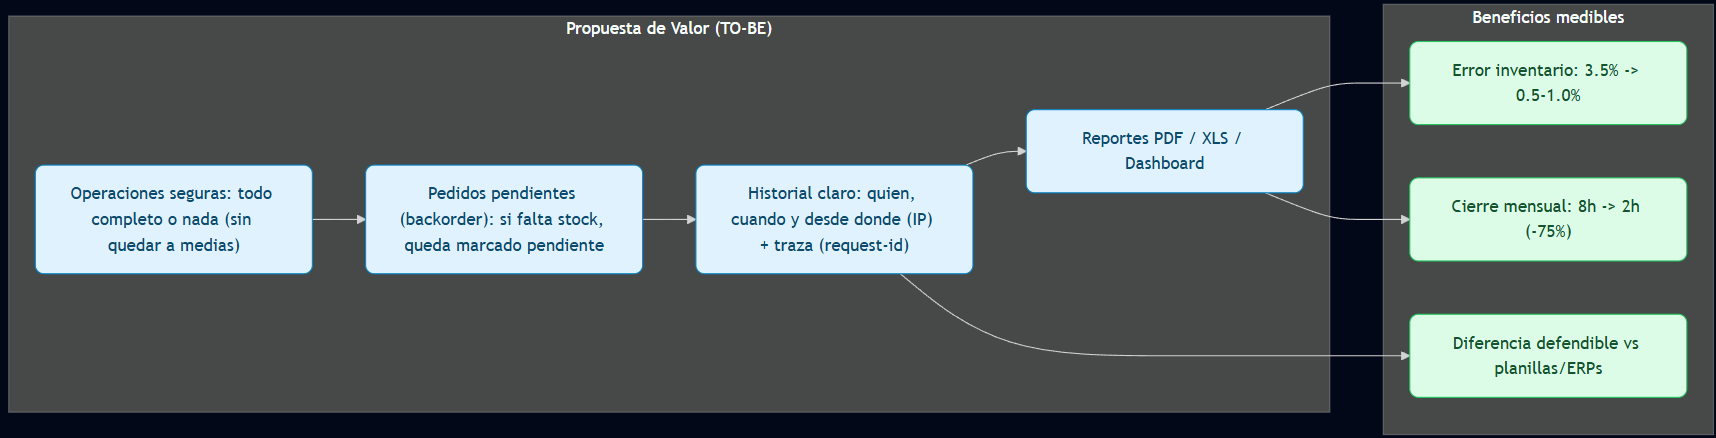 Propuesta de Valor (TO-BE)
Operaciones seguras: todo
completo o nada (sin
quedar a medias)
Pedidos pendientes
(backorder): si falta stock,
queda marcado pendiente
Historial claro: quien,
cuando y desde donde (IP)
+ traza (request-id)
Reportes PDF / XLS /
Dashboard
Beneficios medibles
Error inventario: 3.5% ->
0.5-1.0%
Cierre mensual: 8h -> 2h
(-75%)
Diferencia defendible vs
planillas/ERPs